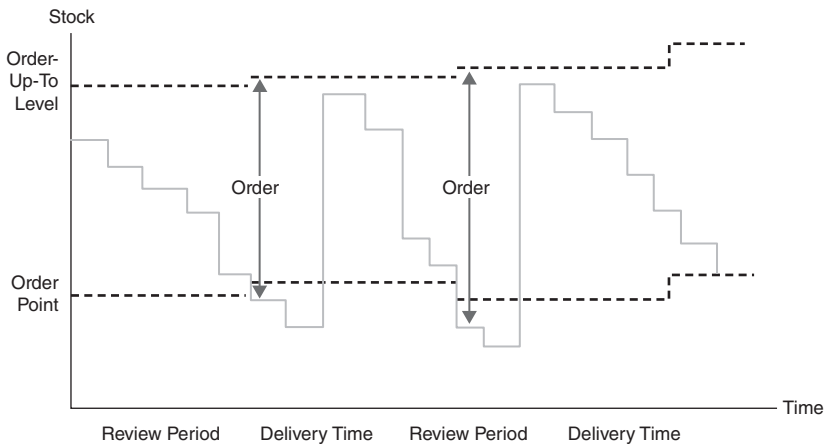 Stock
Order-
Up-To
Level
Order
Order
Order
Point
Time
Review Period
Delivery Time
Review Period
Delivery Time